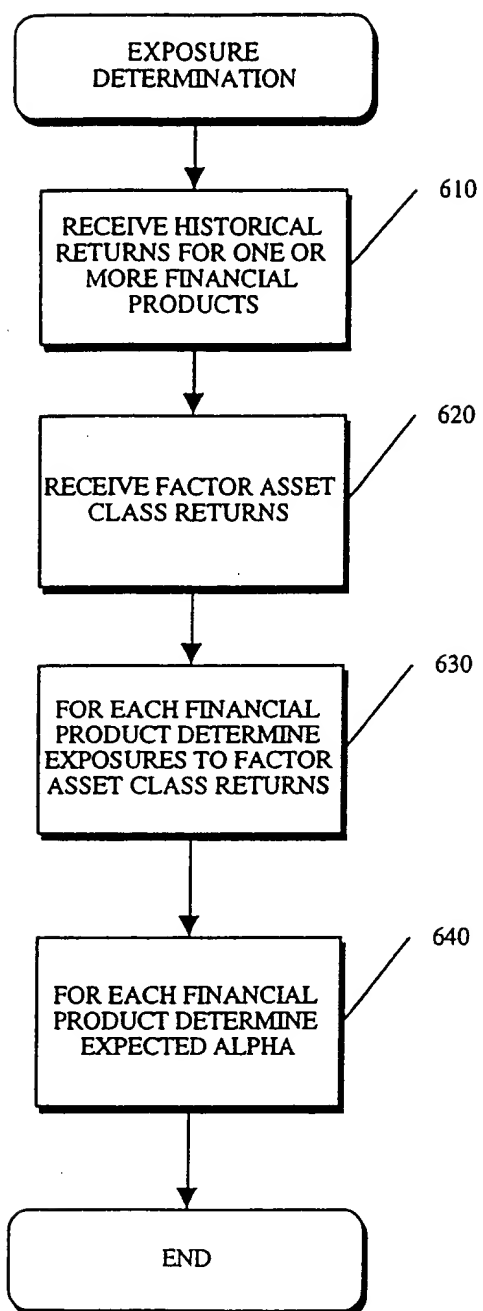 EXPOSURE
DETERMINATION
610
RECEIVE HISTORICAL
RETURNS FOR ONE OR
MORE FINANCIAL
PRODUCTS
620
RECEIVE FACTOR ASSET
CLASS RETURNS
630
FOR EACH FINANCIAL
PRODUCT DETERMINE
EXPOSURES TO FACTOR
ASSET CLASS RETURNS
640
FOR EACH FINANCIAL
PRODUCT DETERMINE
EXPECTED ALPHA
END